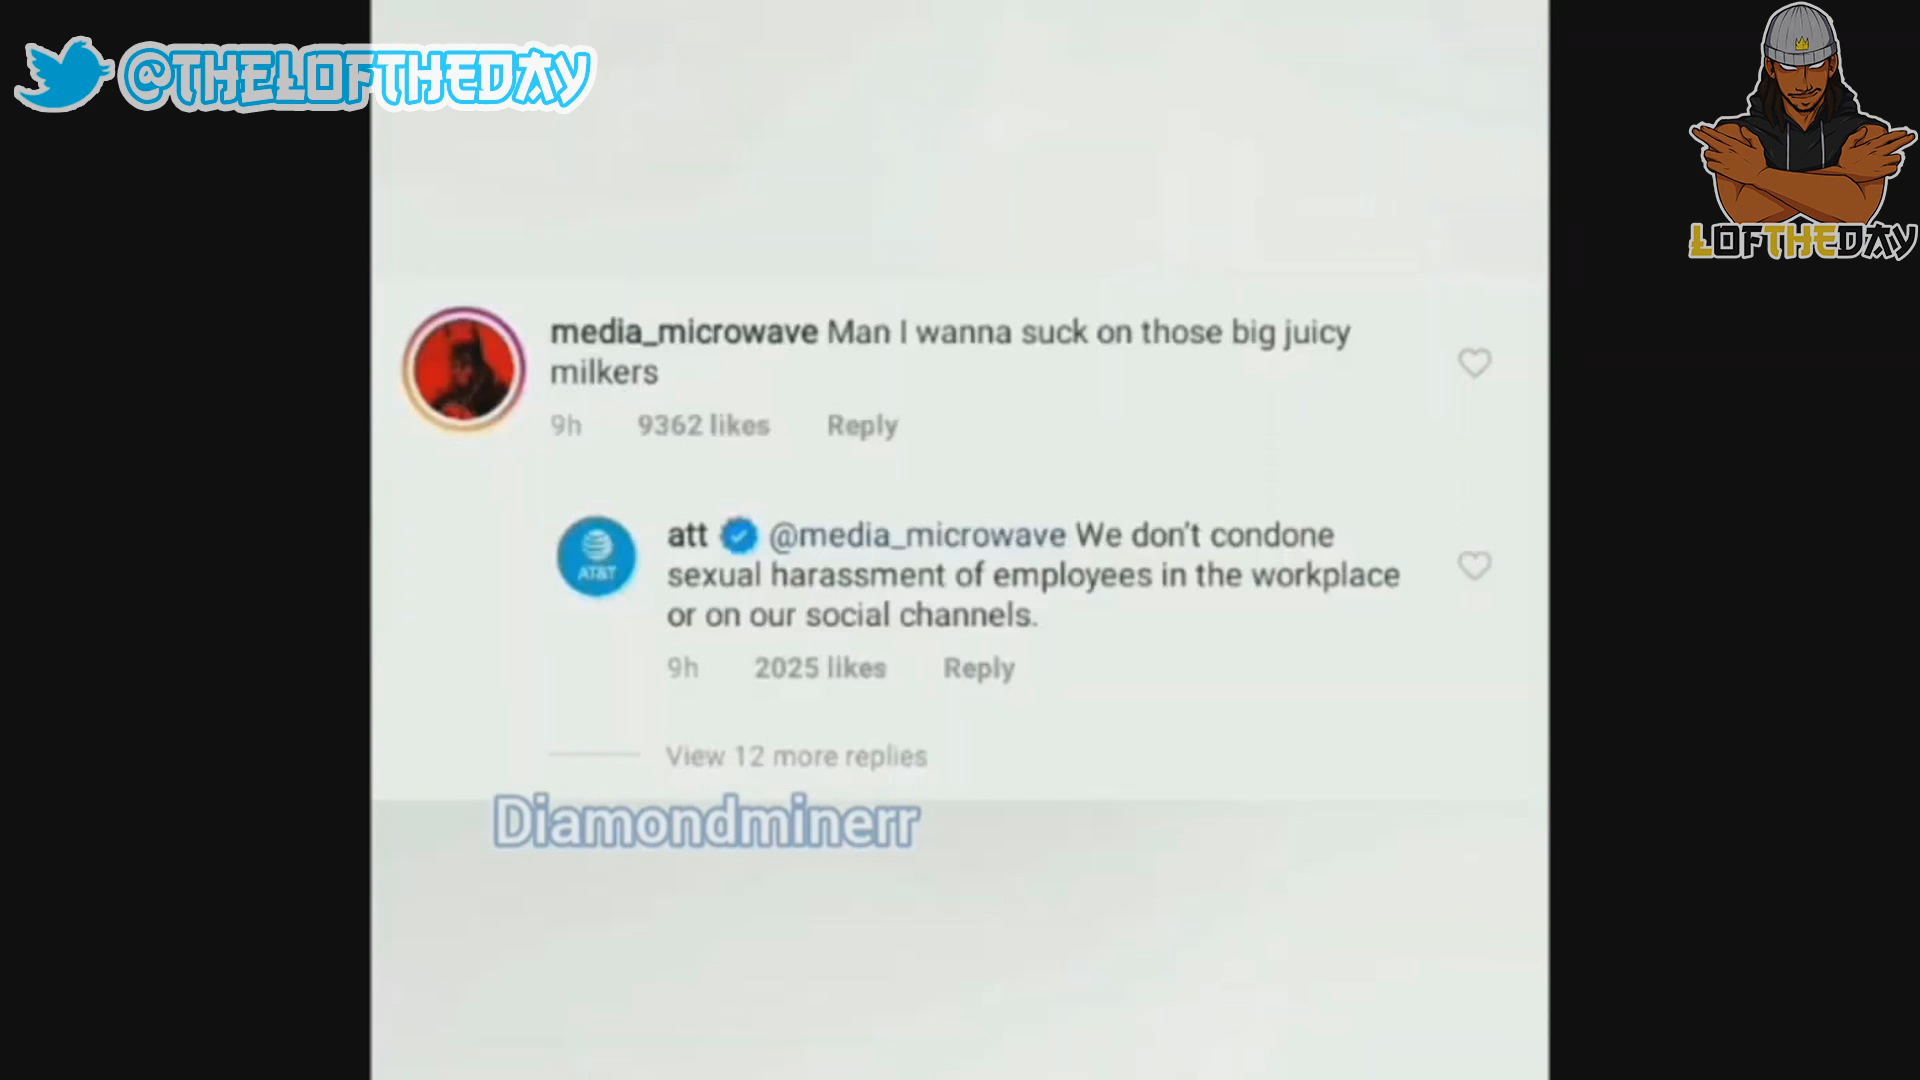 @THELOFTHEDAY
LOFTHEDAY
media_microwave Man I wanna suck on those big juicy
milkers
9h 9362 likes Reply
att @media_microwave We don't condone
sexual harassment of employees in the workplace
or on our social channels.
AT&T
9h 2025 likes Reply
View 12 more replies
Diamondminerr